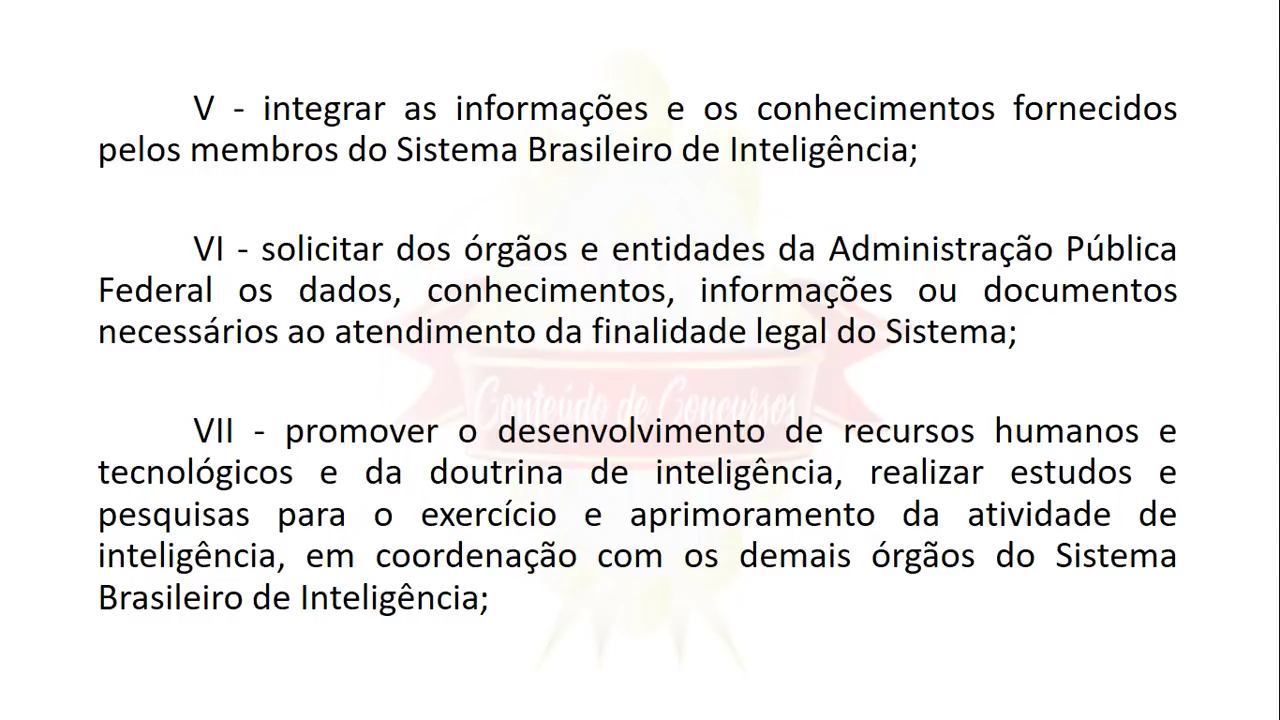 V - integrar as informações e os conhecimentos fornecidos
pelos membros do Sistema Brasileiro de Inteligência;
VI - solicitar dos órgãos e entidades da Administração Pública
Federal os dados, conhecimentos, informações ou documentos
necessários ao atendimento da finalidade legal do Sistema;
Conteúdo de Concursos
VII - promover o desenvolvimento de recursos humanos e
tecnológicos e da doutrina de inteligência, realizar estudos e
pesquisas para o exercício e aprimoramento da atividade de
inteligência, em coordenação com os demais órgãos do Sistema
Brasileiro de Inteligência;